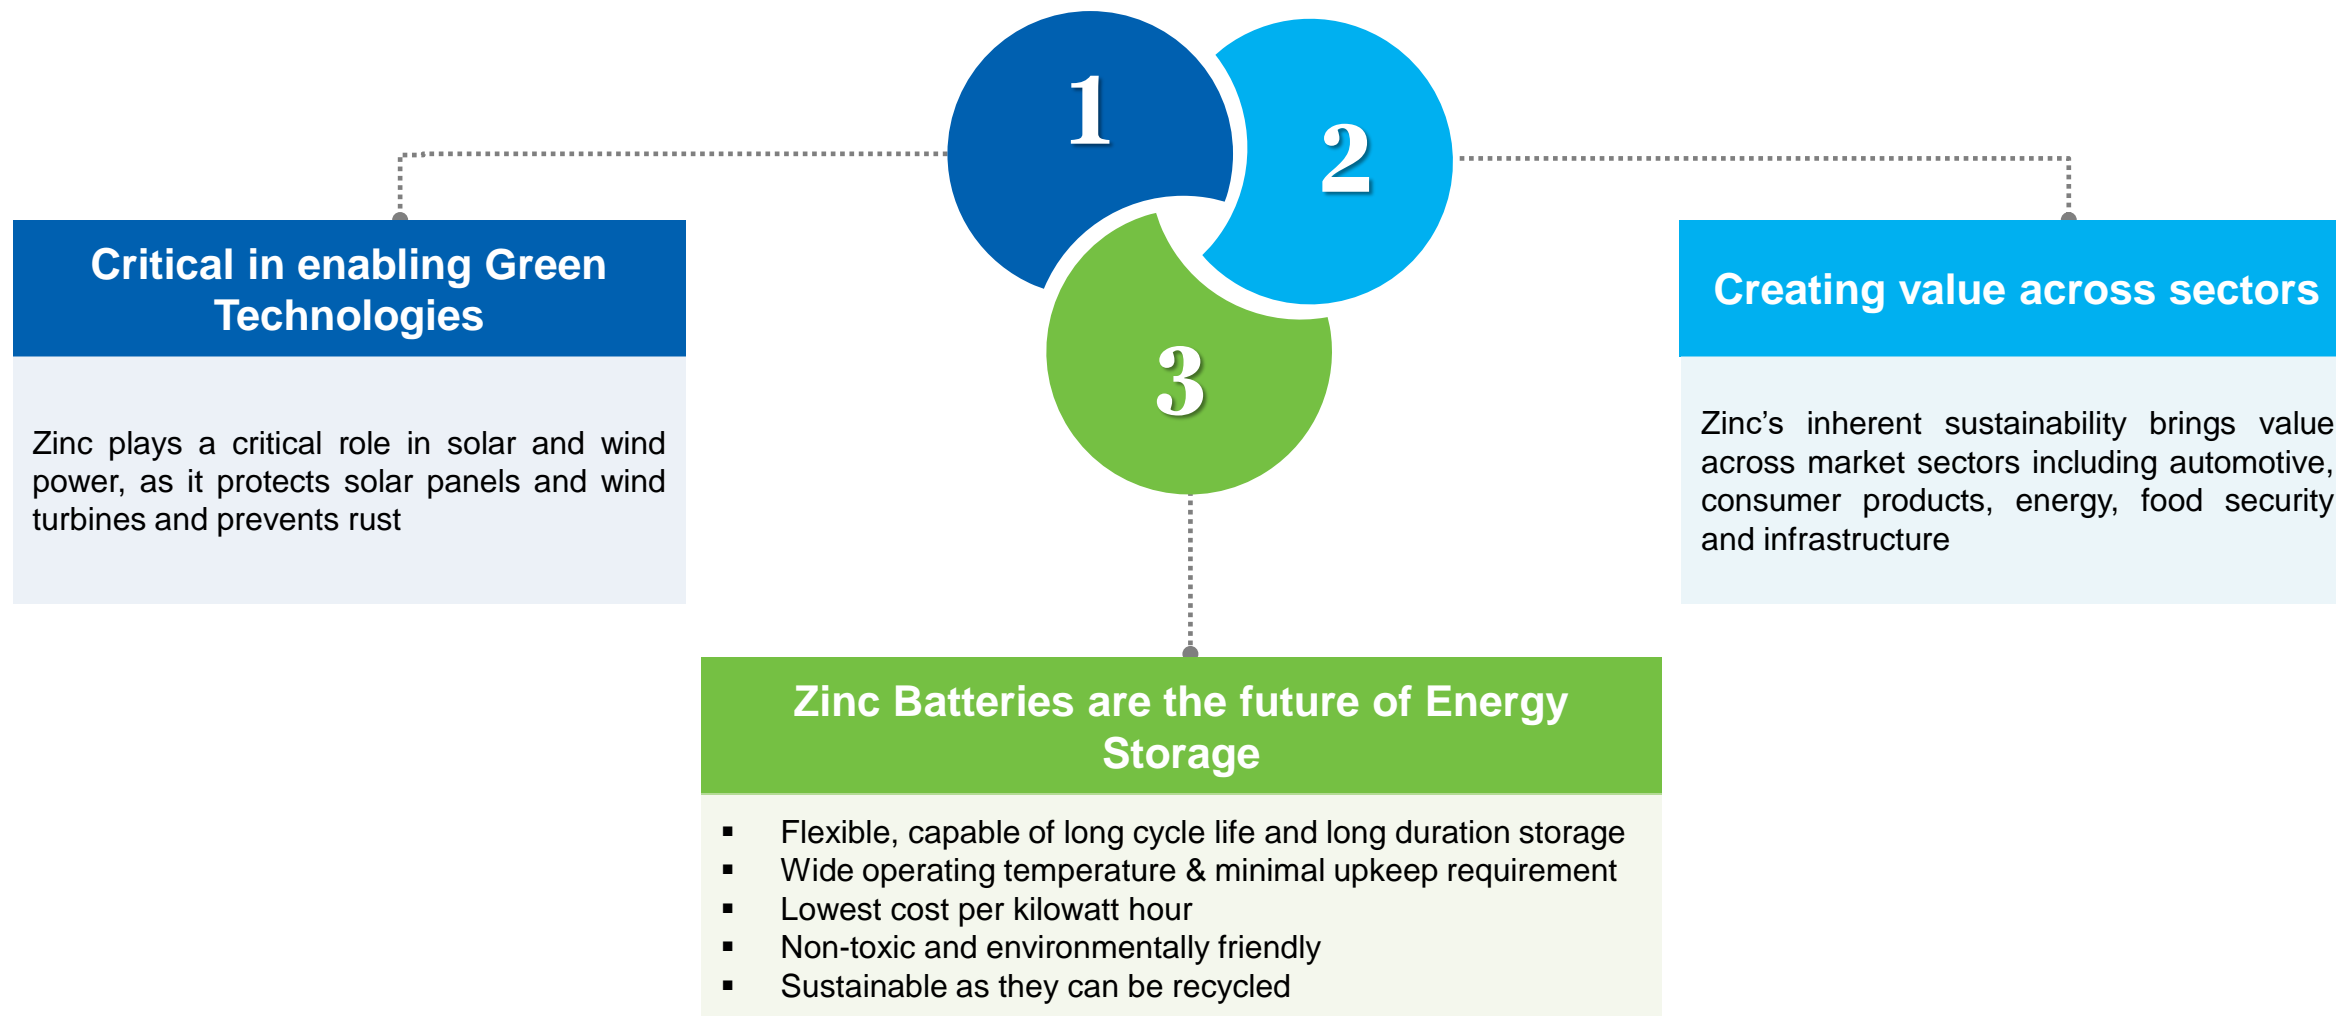 1
2
3
Critical in enabling Green
Technologies
Zinc plays a critical role in solar and wind
power, as it protects solar panels and wind
turbines and prevents rust
Creating value across sectors
Zinc’s inherent sustainability brings value
across market sectors including automotive,
consumer products, energy, food security
and infrastructure
Zinc Batteries are the future of Energy
Storage
▪ Flexible, capable of long cycle life and long duration storage
▪ Wide operating temperature & minimal upkeep requirement
▪ Lowest cost per kilowatt hour
▪ Non-toxic and environmentally friendly
▪ Sustainable as they can be recycled